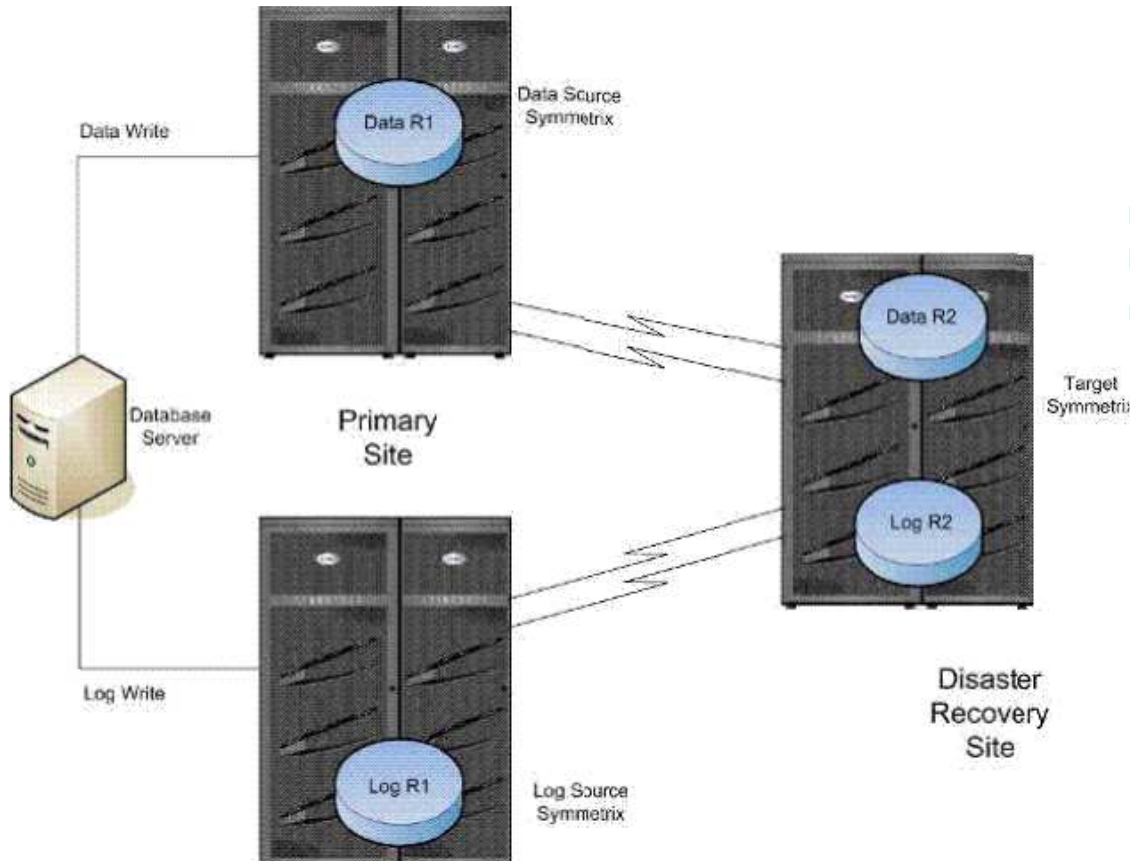 Data Source
Symmetrix
Data R1
Data Write
Data R2
Target
Symmetrix
Database
Server
Primary
Site
Log R2
Log Write
Disaster
Recovery
Site
Log R1
Log Source
Symmetrix